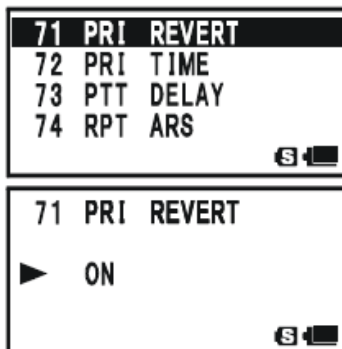 71 PRI REVERT
72 PRI TIME
73 PTT DELAY
74 RPT ARS
S
71 PRI REVERT
▶ ON
S